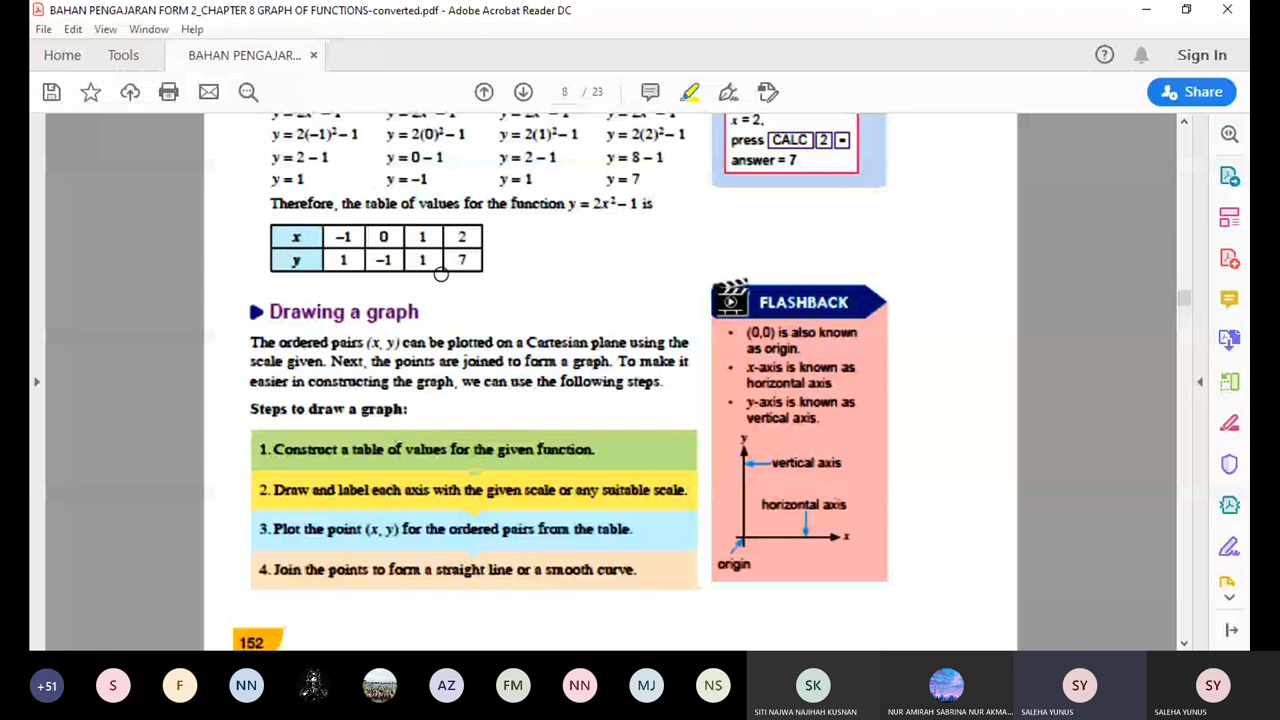 BAHAN PENGAJARAN FORM 2_CHAPTER 8 GRAPH OF FUNCTIONS-converted.pdf - Adobe Acrobat Reader DC
File Edit View Window Help
Home Tools BAHAN PENGAJAR... × Sign In
8 / 23 Share
x = 2,
y = 2(−1)² − 1 y = 2(0)² − 1 y = 2(1)² − 1 y = 2(2)² − 1
press CALC 2 =
y = 2 − 1 y = 0 − 1 y = 2 − 1 y = 8 − 1
answer = 7
y = 1 y = −1 y = 1 y = 7
Therefore, the table of values for the function y = 2x² − 1 is
x −1 0 1 2
y 1 −1 1 7
Drawing a graph
The ordered pairs (x, y) can be plotted on a Cartesian plane using the
scale given. Next, the points are joined to form a graph. To make it
easier in constructing the graph, we can use the following steps.
Steps to draw a graph:
1. Construct a table of values for the given function.
2. Draw and label each axis with the given scale or any suitable scale.
3. Plot the point (x, y) for the ordered pairs from the table.
4. Join the points to form a straight line or a smooth curve.
FLASHBACK
• (0,0) is also known
as origin.
• x-axis is known as
horizontal axis
• y-axis is known as
vertical axis.
y
vertical axis
horizontal axis
x
origin
152
+51 S F NN AZ FM NN MJ NS SK SY SY
SITI NAJWA NAJIHAH KUSNAN NUR AMIRAH SABRINA NUR AKMA... SALEHA YUNUS SALEHA YUNUS